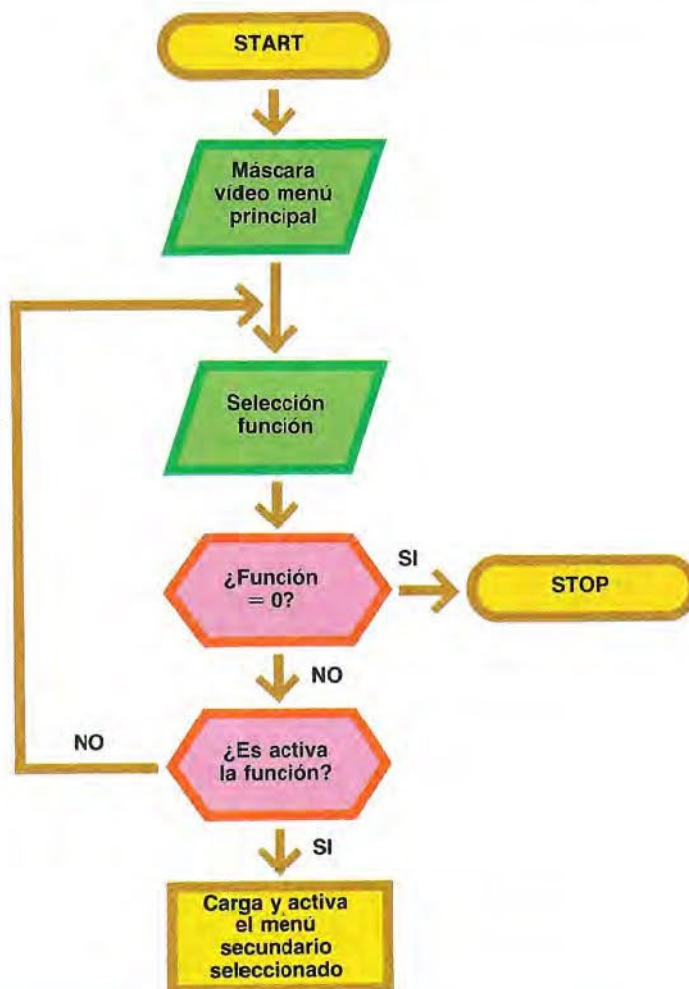 START
Máscara
vídeo menú
principal
Selección
función
¿Función
= 0?
SI
STOP
NO
NO
¿Es activa
la función?
SI
Carga y activa
el menú
secundario
seleccionado